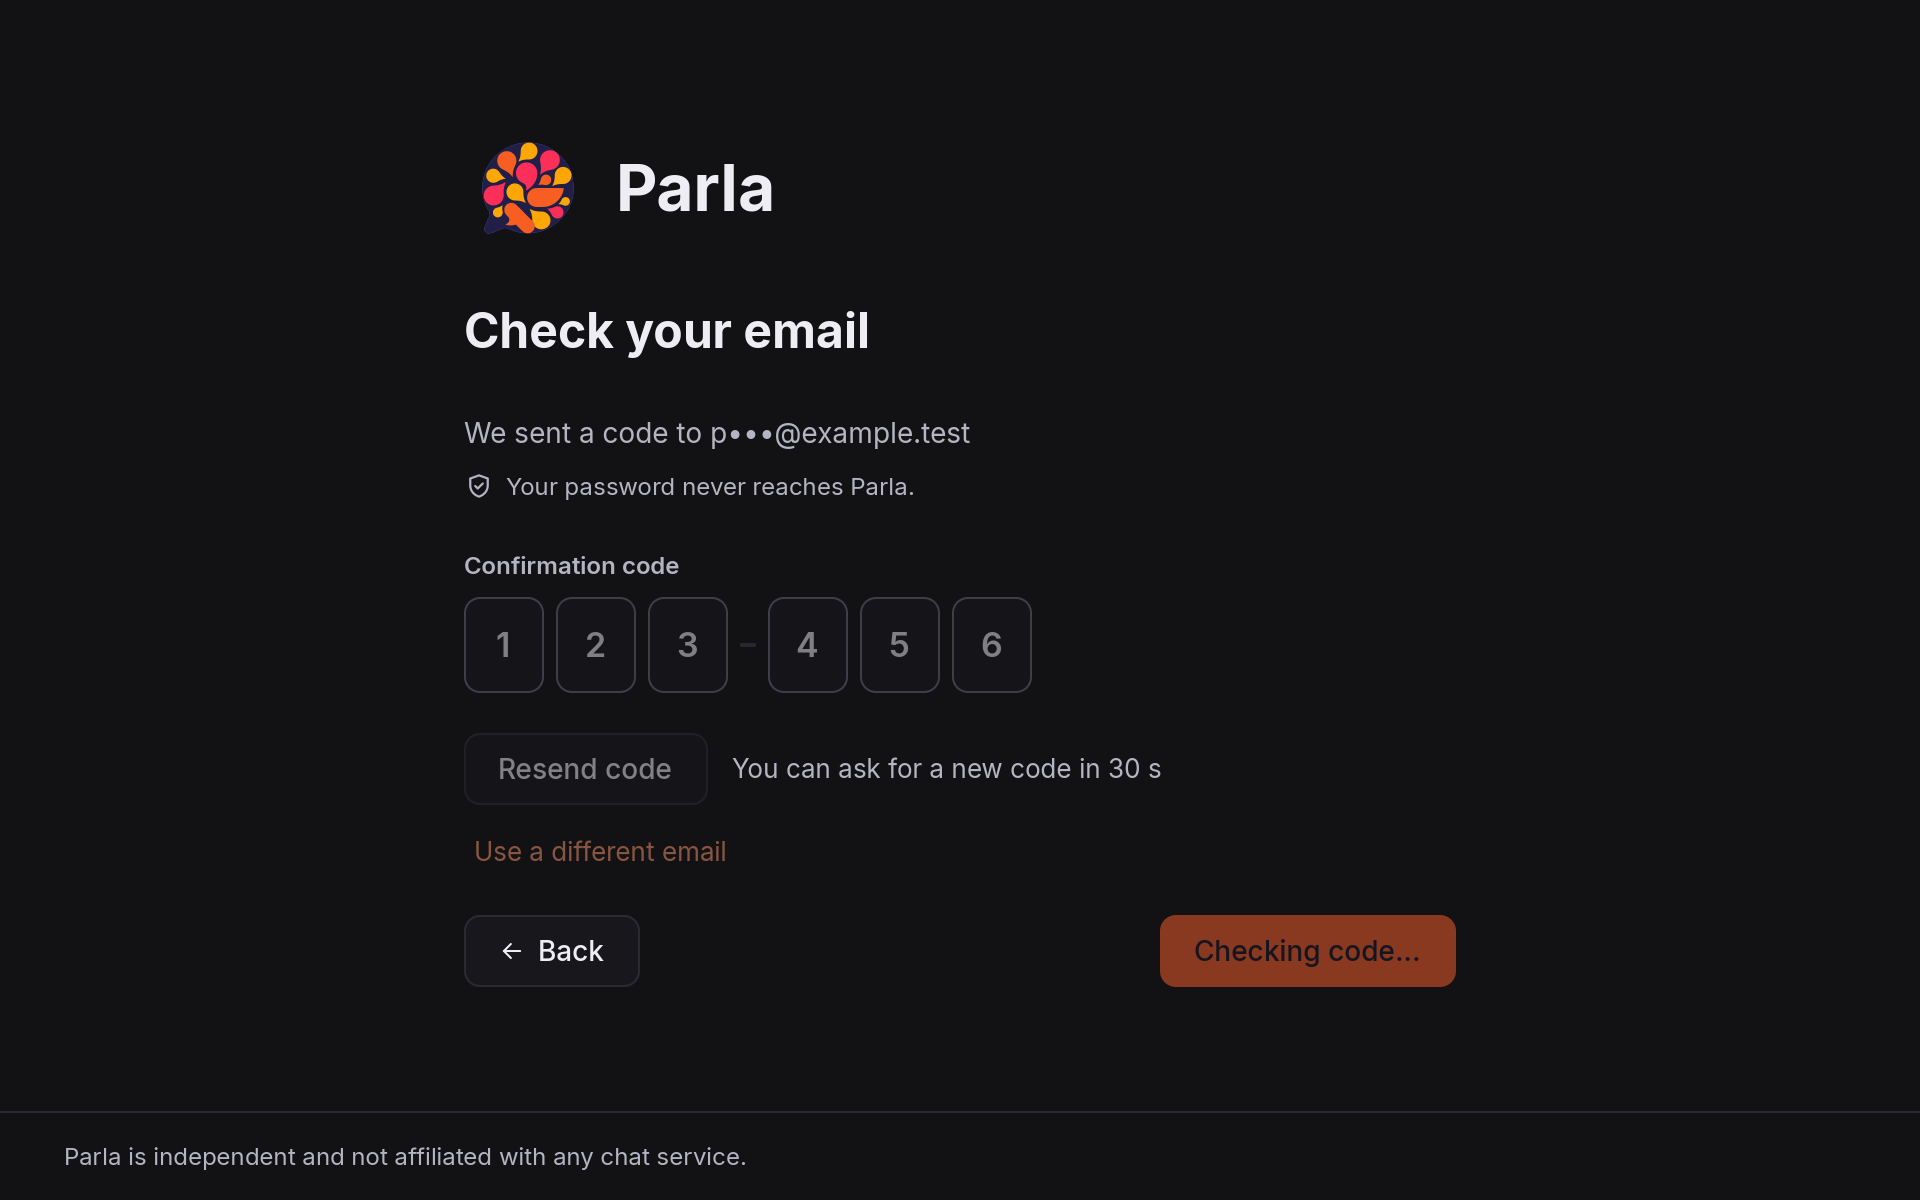 Parla
Check your email
We sent a code to p•••@example.test
Your password never reaches Parla.
Confirmation code
1 2 3 – 4 5 6
Resend code You can ask for a new code in 30 s
Use a different email
← Back Checking code...
Parla is independent and not affiliated with any chat service.